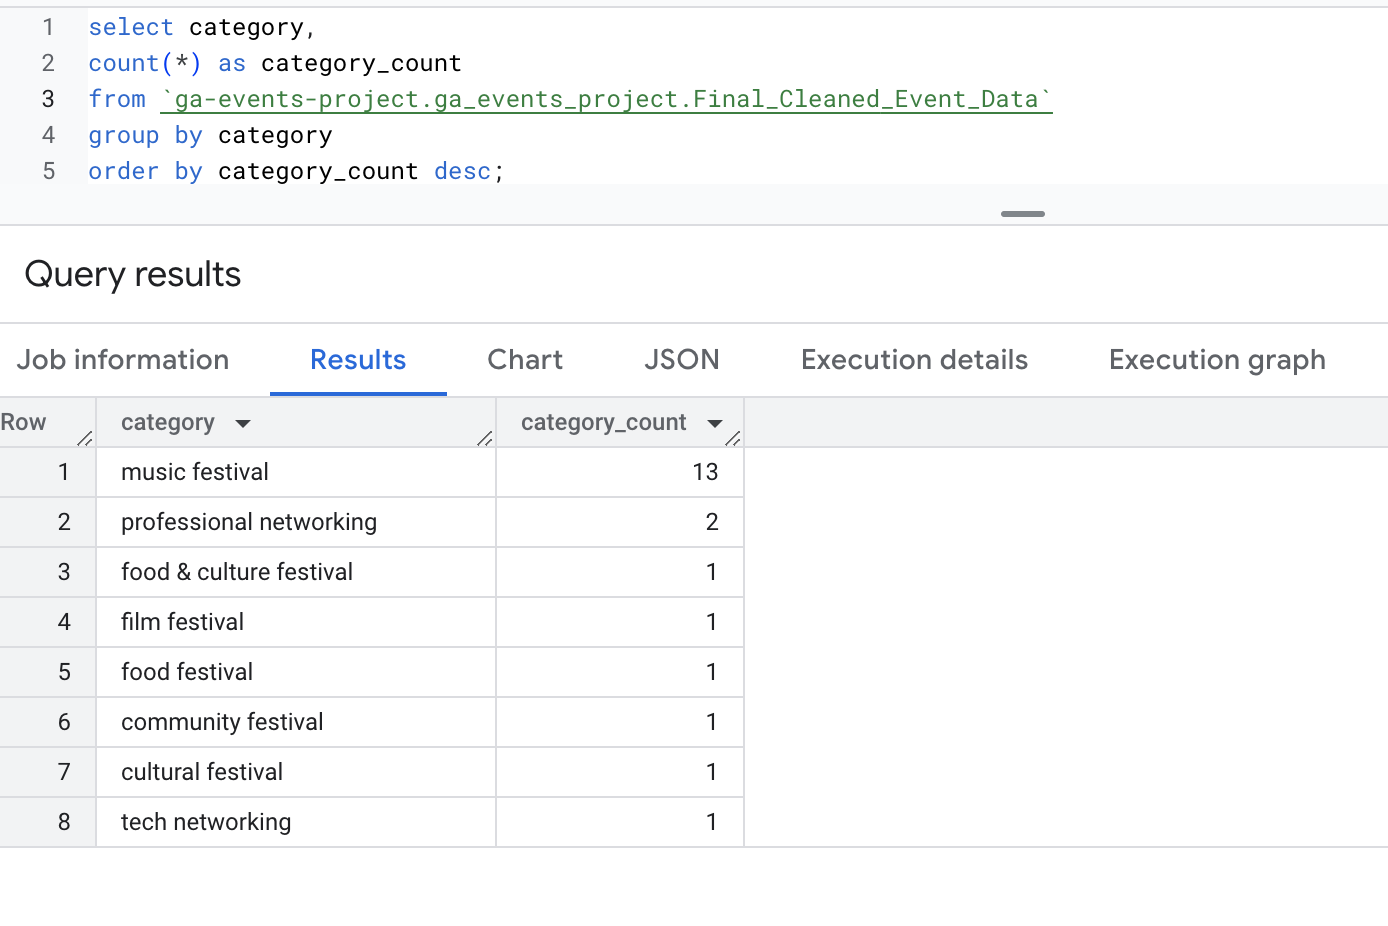 1 select category,
2 count(*) as category_count
3 from `ga-events-project.ga_events_project.Final_Cleaned_Event_Data`
4 group by category
5 order by category_count desc;
Query results
Job information Results Chart JSON Execution details Execution graph
Row category category_count
1 music festival 13
2 professional networking 2
3 food & culture festival 1
4 film festival 1
5 food festival 1
6 community festival 1
7 cultural festival 1
8 tech networking 1